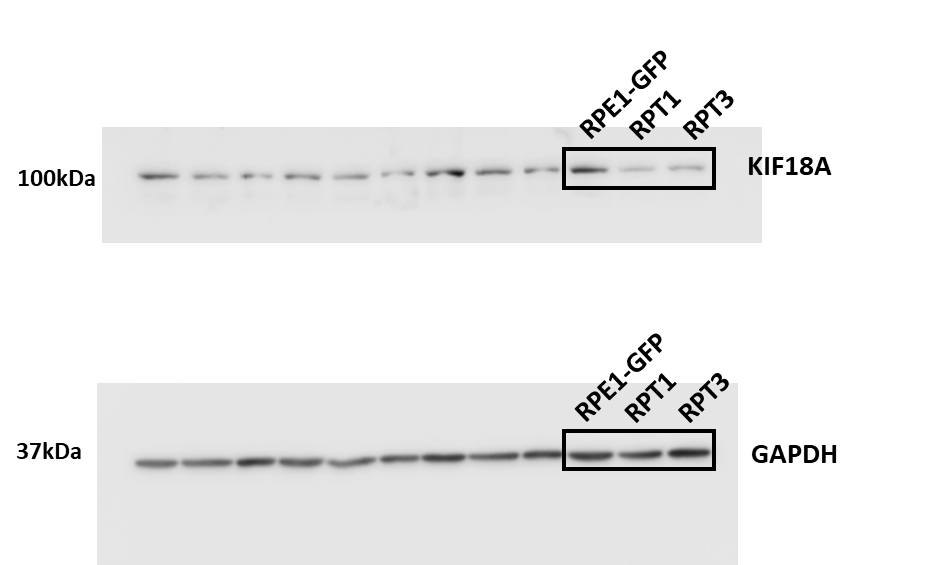 RPE1-GFP
RPT1
RPT3
KIF18A
100kDa
RPE1-GFP
RPT1
RPT3
37kDa
GAPDH